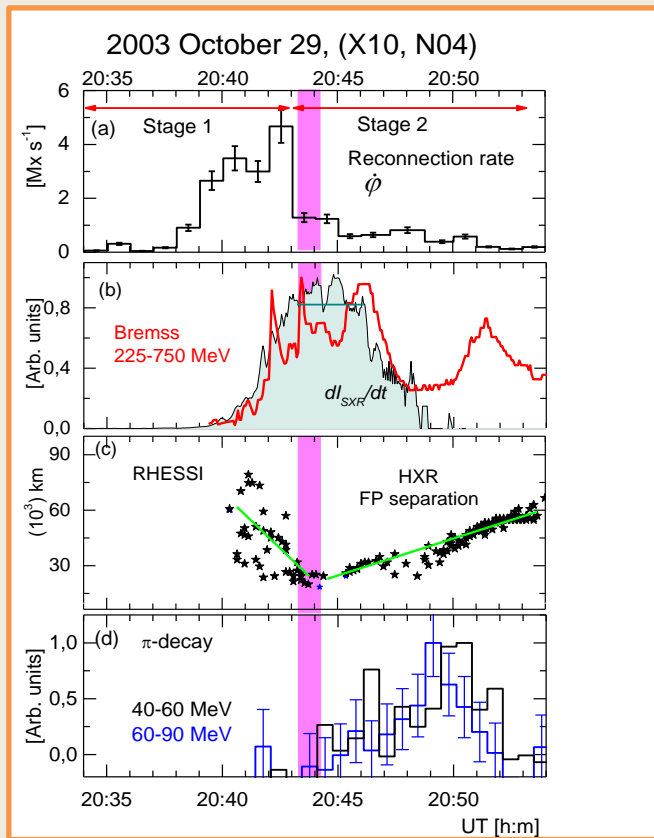 2003 October 29, (X10, N04)
20:35 20:40 20:45 20:50
6
4
2
0
[Mx s⁻¹]
(a)
Stage 1
Stage 2
Reconnection rate
φ̇
0,8
0,4
0,0
[Arb. units]
(b)
Bremss
225-750 MeV
dI_SXR/dt
90
60
30
(10³) km
(c)
RHESSI
HXR
FP separation
1,0
0,5
0,0
[Arb. units]
(d)
π-decay
40-60 MeV
60-90 MeV
20:35 20:40 20:45 20:50
UT [h:m]